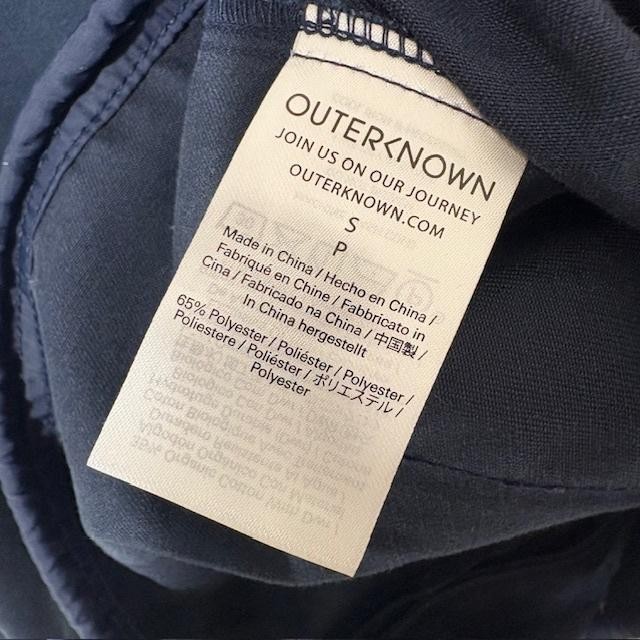 OUTERKNOWN
JOIN US ON OUR JOURNEY
OUTERKNOWN.COM
S
P
Made in China / Hecho en China /
Fabriqué en Chine / Fabbricato in
Cina / Fabricado na China / 中国製 /
In China hergestellt
65% Polyester / Poliéster / Polyester /
Poliestere / Poliéster / ポリエステル /
Polyester